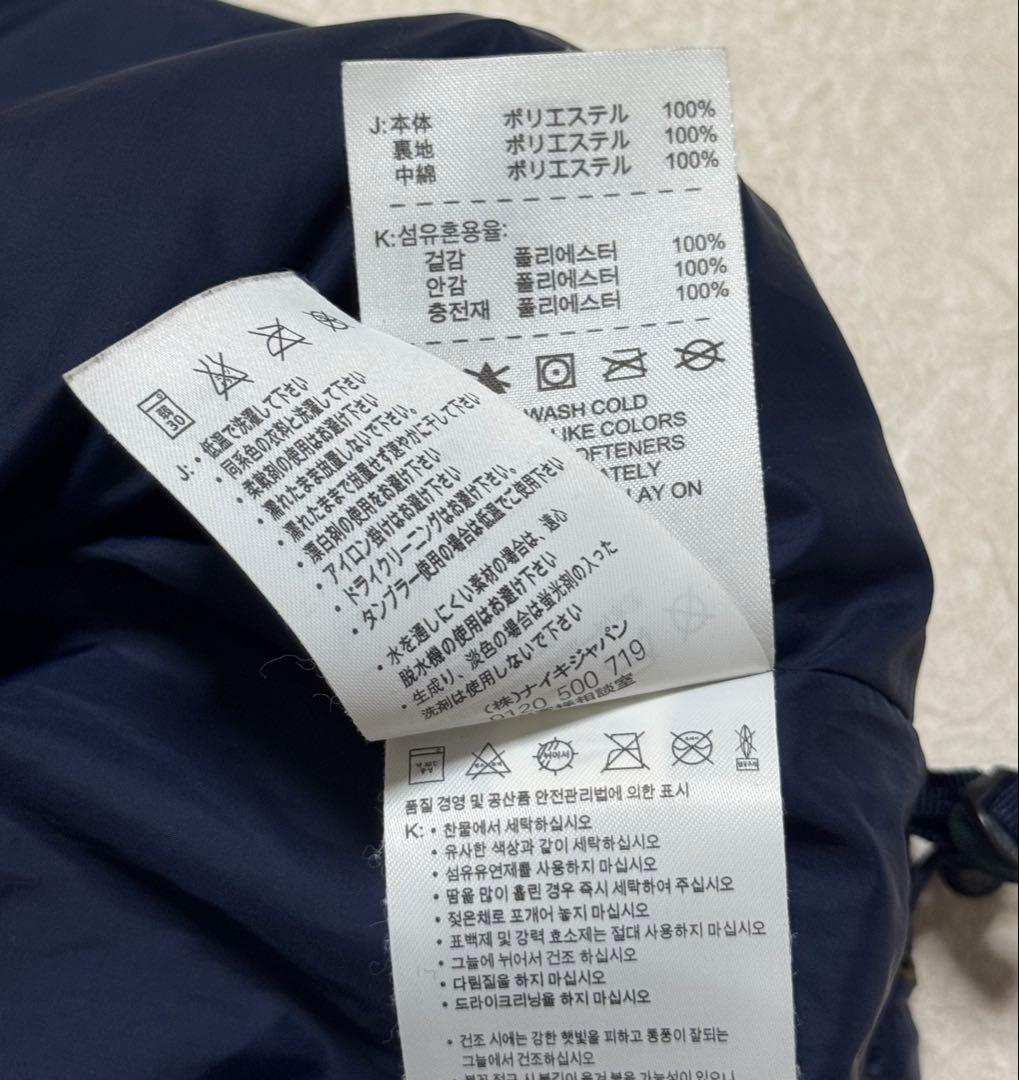 J:本体 ポリエステル 100%
裏地 ポリエステル 100%
中綿 ポリエステル 100%
K:섬유혼용율:
겉감 폴리에스터 100%
안감 폴리에스터 100%
충전재 폴리에스터 100%
WASH COLD
LIKE COLORS
OFTENERS
ATELY
LAY ON
弱
30
J:・低温で洗濯して下さい
・同系色の衣料と洗濯して下さい
・柔軟剤の使用はお避け下さい
・濡れたまま放置しないで下さい。
・濡れたままで放置せず速やかに干して下さい
・漂白剤の使用をお避け下さい
・アイロン掛けはお避け下さい
・ドライクリーニングはお避け下さい。
・タンブラー使用の場合は低温でご使用下さい
・水を通しにくい素材の場合は、遠心
脱水機の使用はお避け下さい
・生成り、淡色の場合は蛍光剤の入った
洗剤は使用しないで下さい
(株)ナイキジャパン
0120 500 719
相談室
뉘어서
품질 경영 및 공산품 안전관리법에 의한 표시
K: • 찬물에서 세탁하십시오
• 유사한 색상과 같이 세탁하십시오
• 섬유유연제를 사용하지 마십시오
• 땀을 많이 흘린 경우 즉시 세탁하여 주십시오
• 젖은채로 포개어 놓지 마십시오
• 표백제 및 강력 효소제는 절대 사용하지 마십시오
• 그늘에 뉘어서 건조 하십시오
• 다림질을 하지 마십시오
• 드라이크리닝을 하지 마십시오
• 건조 시에는 강한 햇빛을 피하고 통풍이 잘되는
그늘에서 건조하십시오